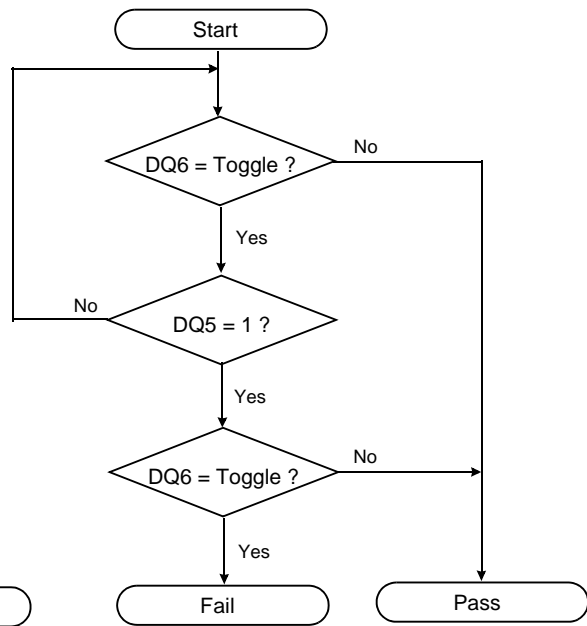 Start
DQ6 = Toggle ?
No
Yes
No
DQ5 = 1 ?
Yes
DQ6 = Toggle ?
No
Yes
Fail
Pass